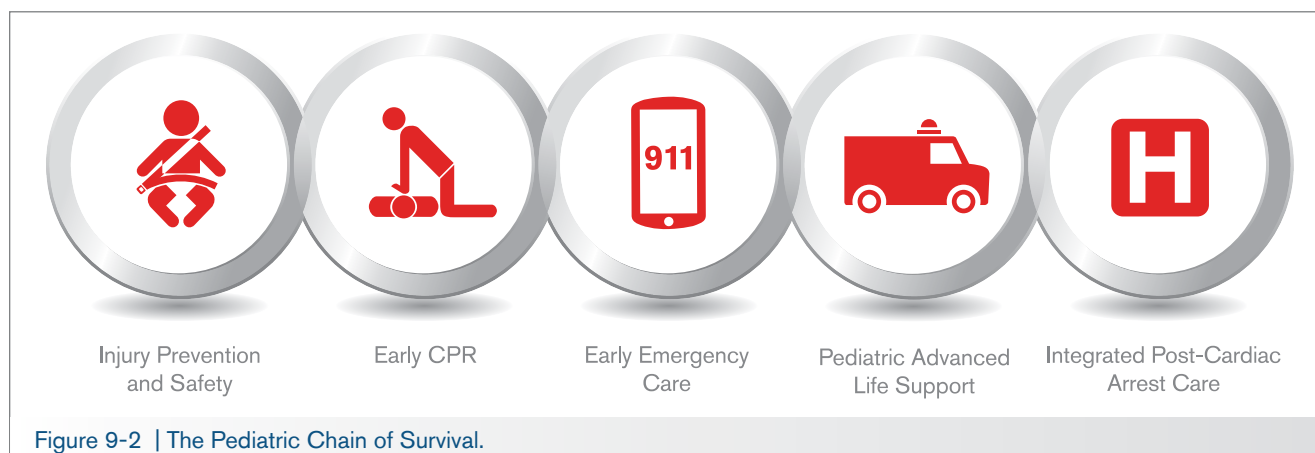 911
H
Injury Prevention
and Safety
Early CPR
Early Emergency
Care
Pediatric Advanced
Life Support
Integrated Post-Cardiac
Arrest Care
Figure 9-2 | The Pediatric Chain of Survival.